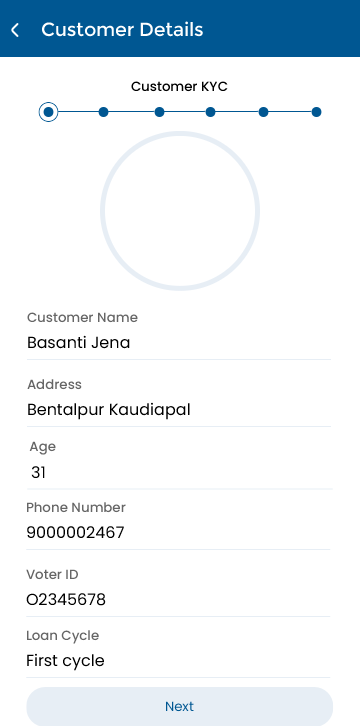 Customer Details
Customer KYC
Customer Name
Basanti Jena
Address
Bentalpur Kaudiapal
Age
31
Phone Number
9000002467
Voter ID
O2345678
Loan Cycle
First cycle
Next